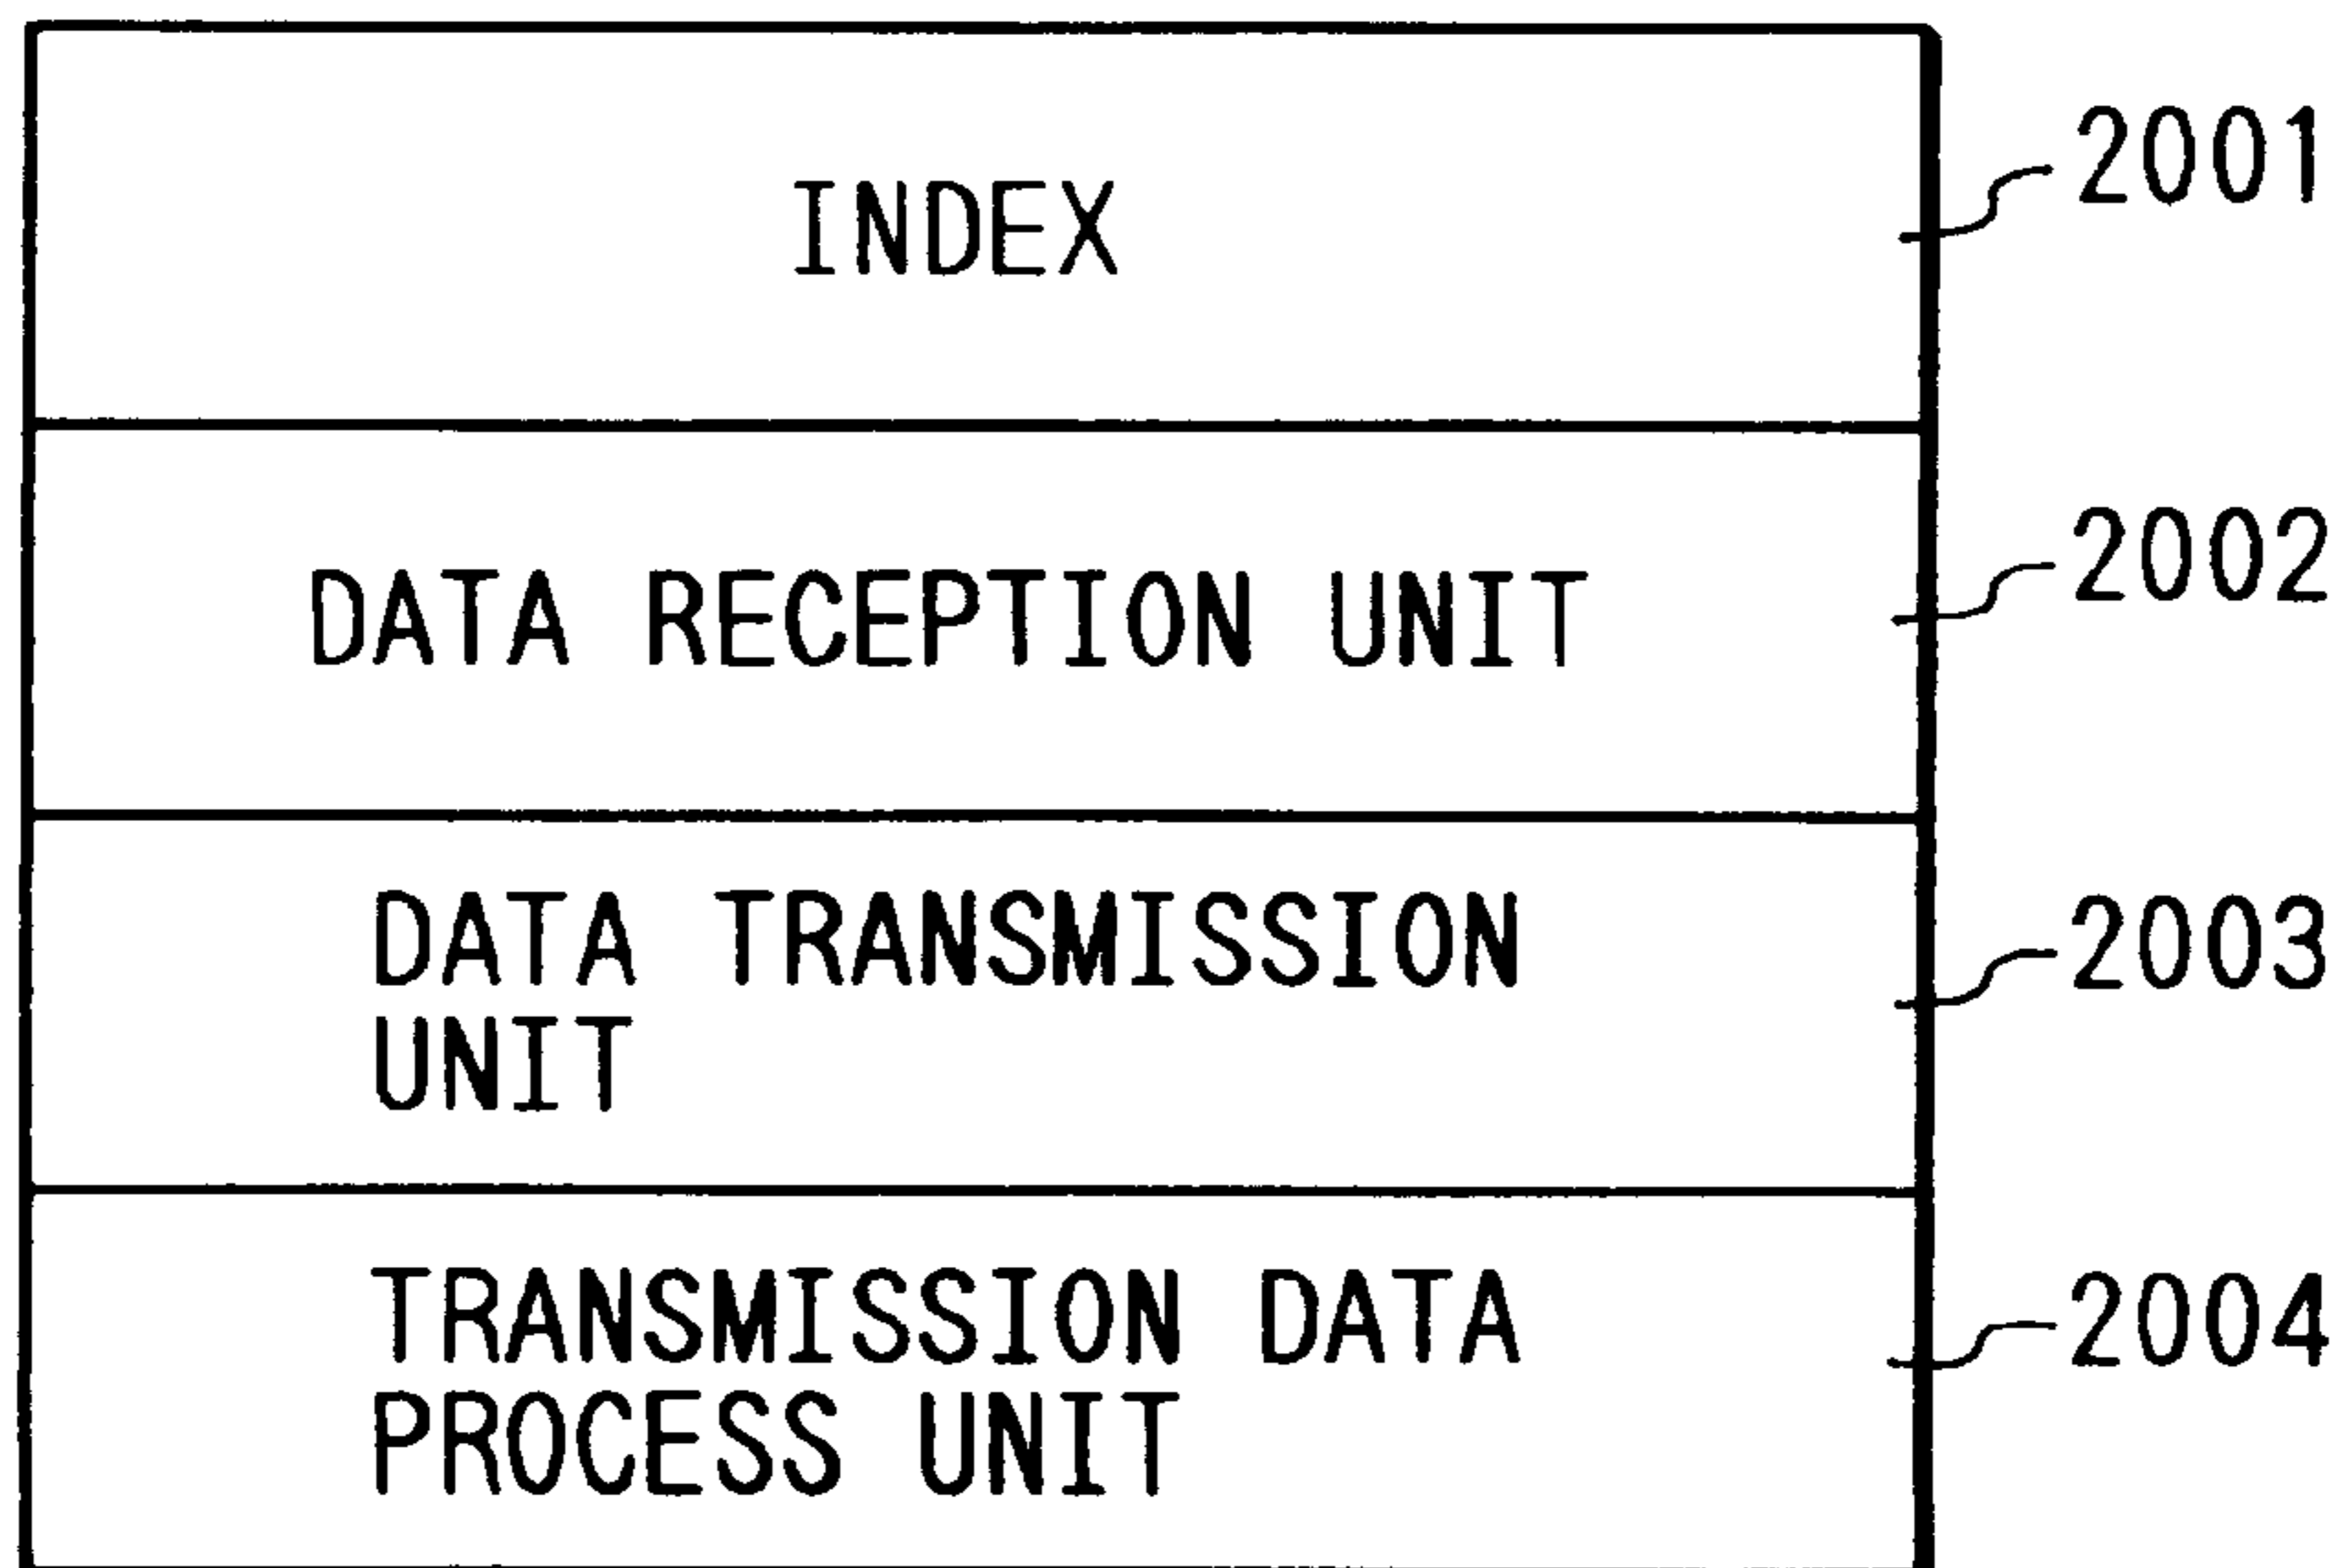 INDEX
2001
DATA RECEPTION UNIT
2002
DATA TRANSMISSION
UNIT
2003
TRANSMISSION DATA
PROCESS UNIT
2004